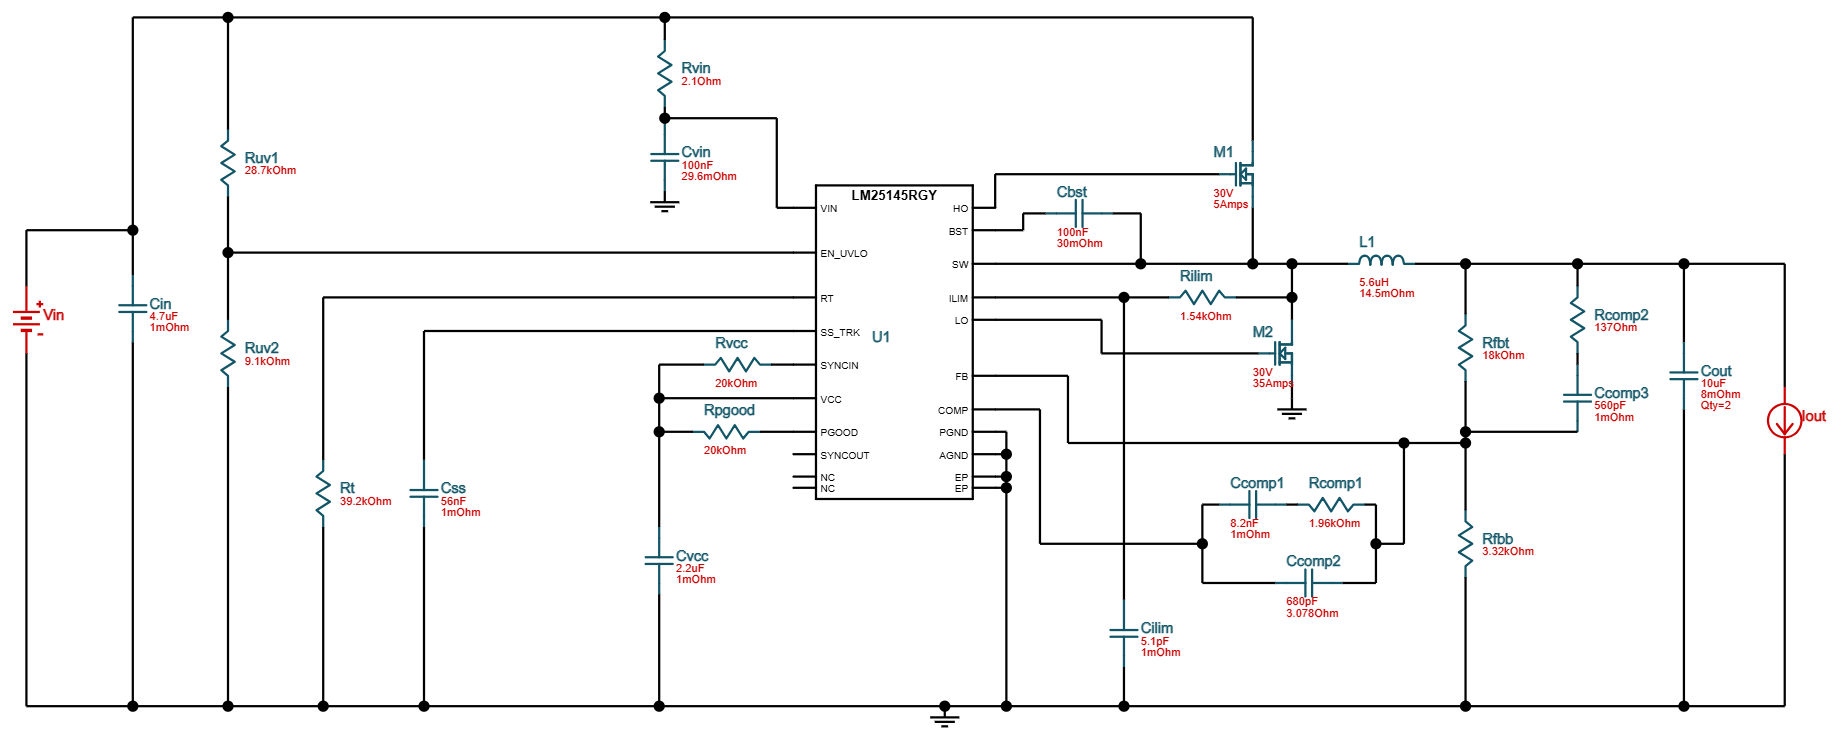 Vin
+
-
Cin
4.7uF
1mOhm
Ruv1
28.7kOhm
Ruv2
9.1kOhm
Rt
39.2kOhm
Css
56nF
1mOhm
Rvin
2.1Ohm
Cvin
100nF
29.6mOhm
Rvcc
20kOhm
Rpgood
20kOhm
Cvcc
2.2uF
1mOhm
LM25145RGY
U1
VIN
EN_UVLO
RT
SS_TRK
SYNCIN
VCC
PGOOD
SYNCOUT
NC
NC
HO
BST
SW
ILIM
LO
FB
COMP
PGND
AGND
EP
EP
Cbst
100nF
30mOhm
M1
30V
5Amps
Rilim
1.54kOhm
M2
30V
35Amps
L1
5.6uH
14.5mOhm
Ccomp1
8.2nF
1mOhm
Rcomp1
1.96kOhm
Ccomp2
680pF
3.078Ohm
Cilim
5.1pF
1mOhm
Rfbt
18kOhm
Rfbb
3.32kOhm
Rcomp2
137Ohm
Ccomp3
560pF
1mOhm
Cout
10uF
8mOhm
Qty=2
Iout